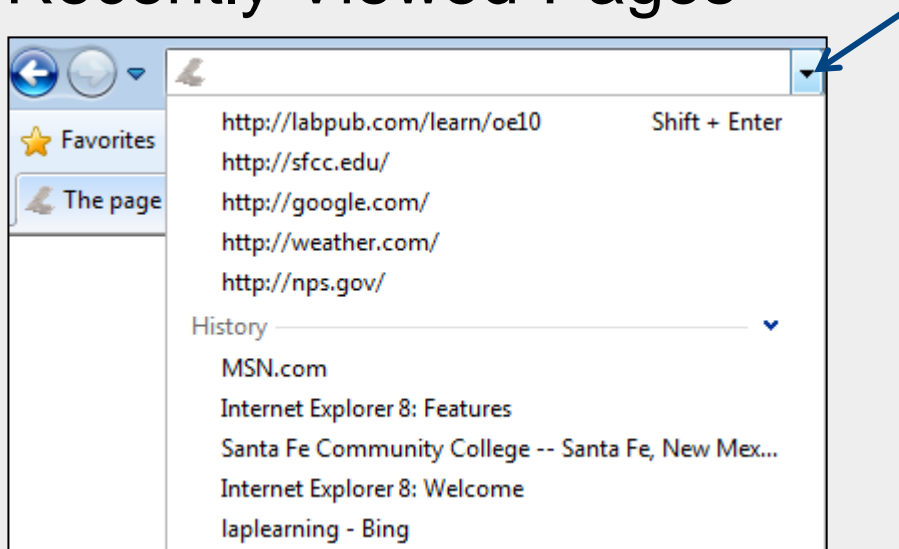 Recently Viewed Pages
http://labpub.com/learn/oe10 Shift + Enter
Favorites
http://sfcc.edu/
The page
http://google.com/
http://weather.com/
http://nps.gov/
History
MSN.com
Internet Explorer 8: Features
Santa Fe Community College -- Santa Fe, New Mex...
Internet Explorer 8: Welcome
laplearning - Bing